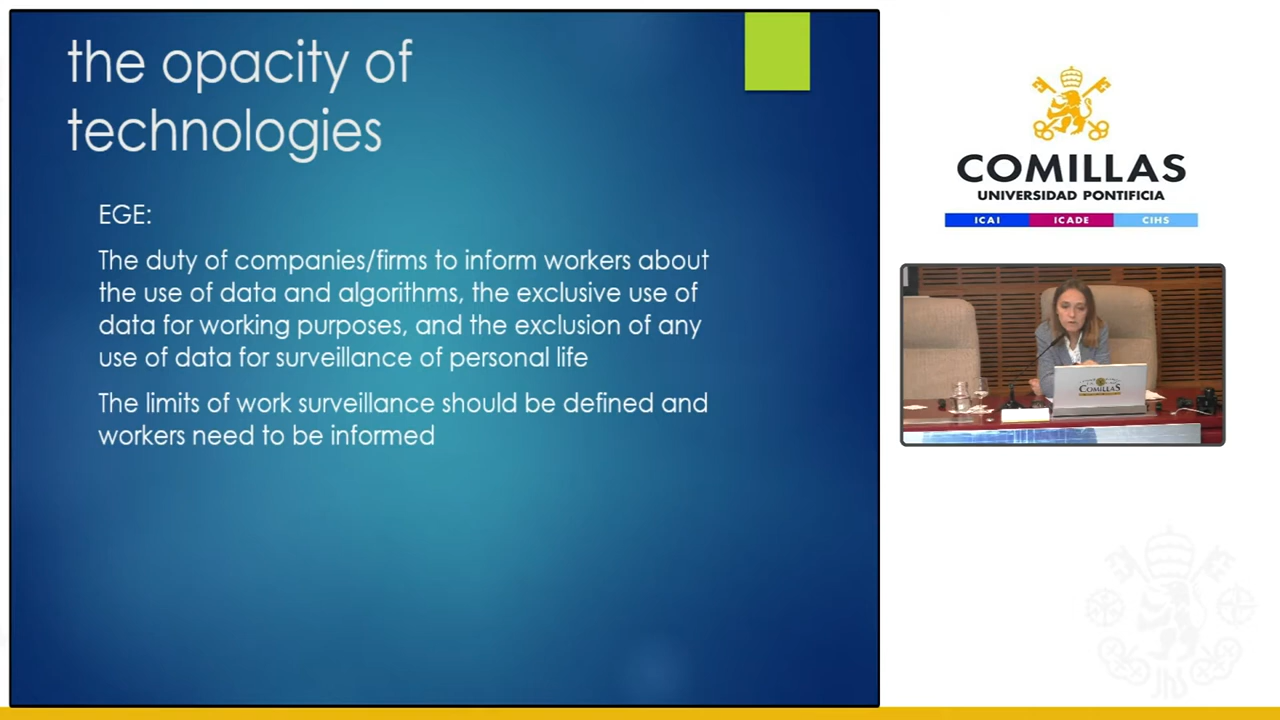 the opacity of
technologies
EGE:
The duty of companies/firms to inform workers about
the use of data and algorithms, the exclusive use of
data for working purposes, and the exclusion of any
use of data for surveillance of personal life
The limits of work surveillance should be defined and
workers need to be informed
COMILLAS
UNIVERSIDAD PONTIFICIA
ICAI ICADE CIHS
COMILLAS